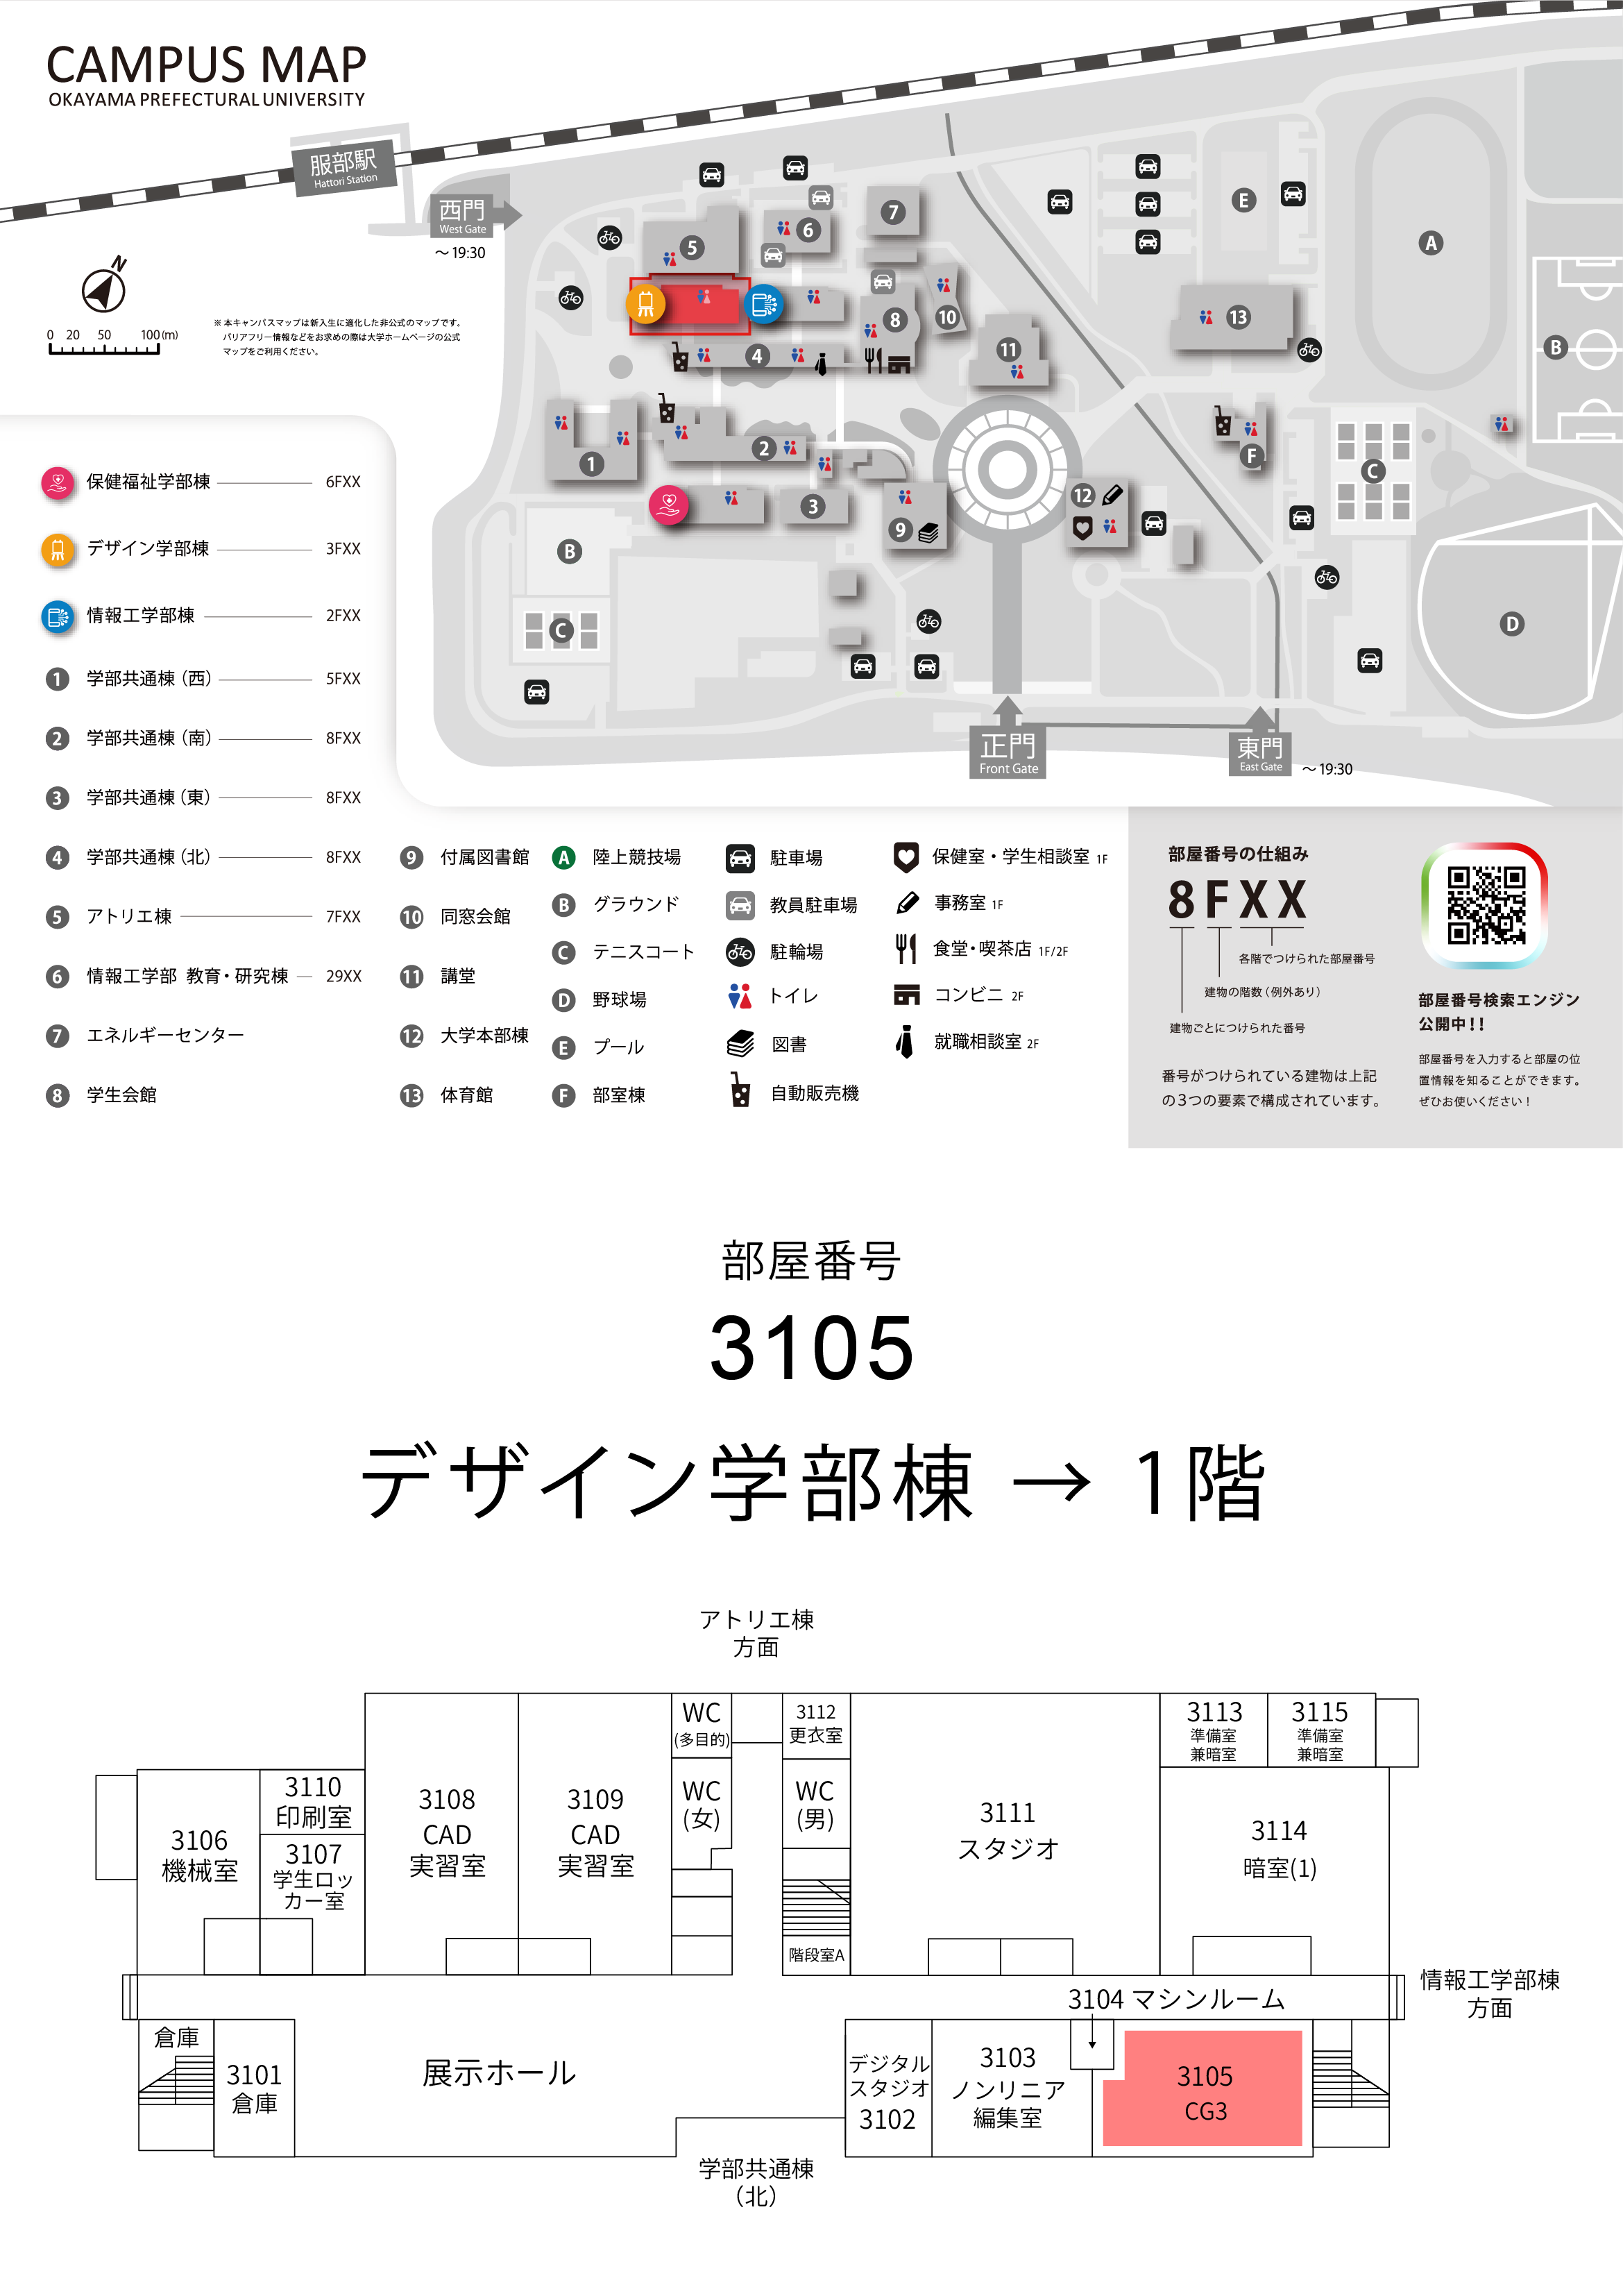 CAMPUS MAP
OKAYAMA PREFECTURAL UNIVERSITY
服部駅
Hattori Station
西門
West Gate
～19:30
N
0 20 50 100(m)
※本キャンパスマップは新入生に適化した非公式のマップです。
バリアフリー情報などをお求めの際は大学ホームページの公式
マップをご利用ください。
5
6
7
8
10
4
11
13
E
A
B
1
2
3
9
12
F
C
B
C
D
正門
Front Gate
東門
East Gate
～19:30
保健福祉学部棟 6FXX
デザイン学部棟 3FXX
情報工学部棟 2FXX
1 学部共通棟（西） 5FXX
2 学部共通棟（南） 8FXX
3 学部共通棟（東） 8FXX
4 学部共通棟（北） 8FXX
5 アトリエ棟 7FXX
6 情報工学部 教育・研究棟 29XX
7 エネルギーセンター
8 学生会館
9 付属図書館
10 同窓会館
11 講堂
12 大学本部棟
13 体育館
A 陸上競技場
B グラウンド
C テニスコート
D 野球場
E プール
F 部室棟
駐車場
教員駐車場
駐輪場
トイレ
図書
自動販売機
保健室・学生相談室 1F
事務室 1F
食堂・喫茶店 1F/2F
コンビニ 2F
就職相談室 2F
部屋番号の仕組み
8FXX
各階でつけられた部屋番号
建物の階数（例外あり）
建物ごとにつけられた番号
番号がつけられている建物は上記
の3つの要素で構成されています。
部屋番号検索エンジン
公開中！！
部屋番号を入力すると部屋の位
置情報を知ることができます。
ぜひお使いください！
部屋番号
3105
デザイン学部棟 → 1階
アトリエ棟
方面
3106
機械室
3110
印刷室
3107
学生ロッ
カー室
3108
CAD
実習室
3109
CAD
実習室
WC
(多目的)
WC
(女)
3112
更衣室
WC
(男)
階段室A
3111
スタジオ
3113
準備室
兼暗室
3115
準備室
兼暗室
3114
暗室(1)
情報工学部棟
方面
3104 マシンルーム
倉庫
3101
倉庫
展示ホール
デジタル
スタジオ
3102
3103
ノンリニア
編集室
3105
CG3
学部共通棟
（北）